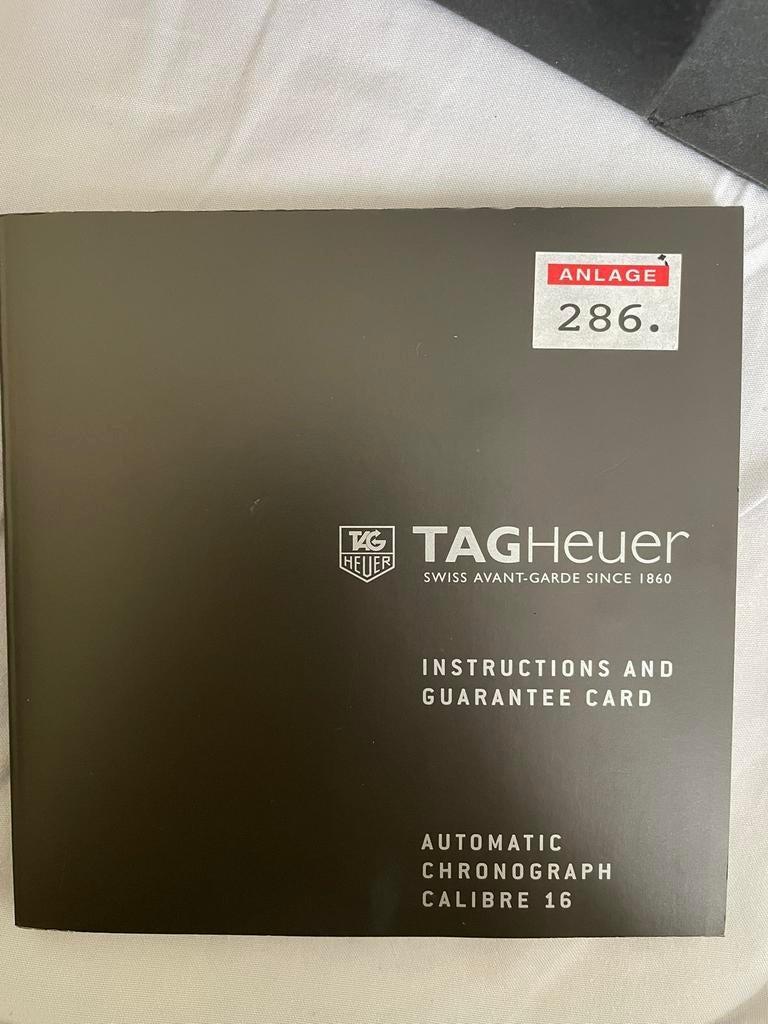 ANLAGE
286.
TAG
HEUER
TAGHeuer
SWISS AVANT-GARDE SINCE 1860
INSTRUCTIONS AND
GUARANTEE CARD
AUTOMATIC
CHRONOGRAPH
CALIBRE 16